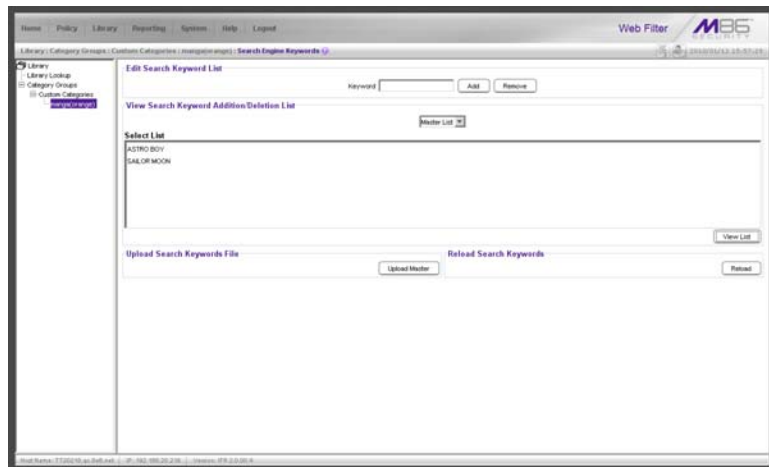 Home Policy Library Reporting System Help Logout
Web Filter
M86
SECURITY
Library : Category Groups : Custom Categories : manga(orange) : Search Engine Keywords
Library
Library Lookup
Category Groups
Custom Categories
manga(orange)
Edit Search Keyword List
Keyword
Add
Remove
View Search Keyword Addition/Deletion List
Master List
Select List
ASTRO BOY
SAILOR MOON
View List
Upload Search Keywords File
Upload Master
Reload Search Keywords
Reload
Host Name: